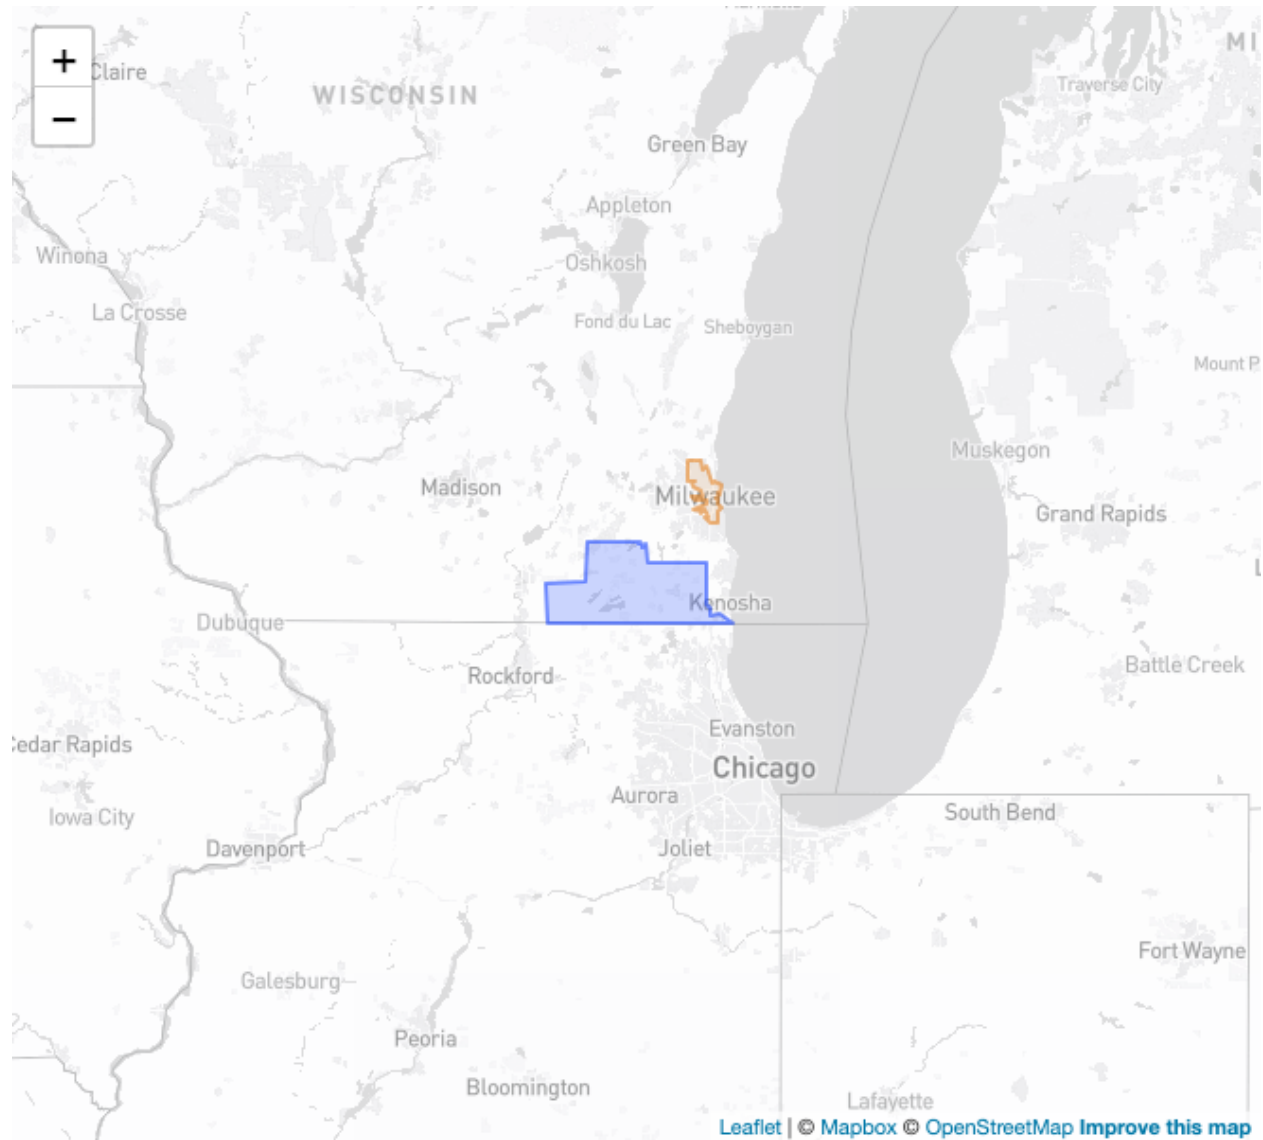 +
−
Claire
WISCONSIN
MI
Traverse City
Green Bay
Appleton
Winona
Oshkosh
La Crosse
Fond du Lac
Sheboygan
Mount P
Muskegon
Madison
Milwaukee
Grand Rapids
L
Kenosha
Dubuque
Rockford
Battle Creek
Evanston
Cedar Rapids
Chicago
Aurora
Iowa City
South Bend
Davenport
Joliet
Fort Wayne
Galesburg
Peoria
Bloomington
Lafayette
Leaflet | © Mapbox © OpenStreetMap Improve this map